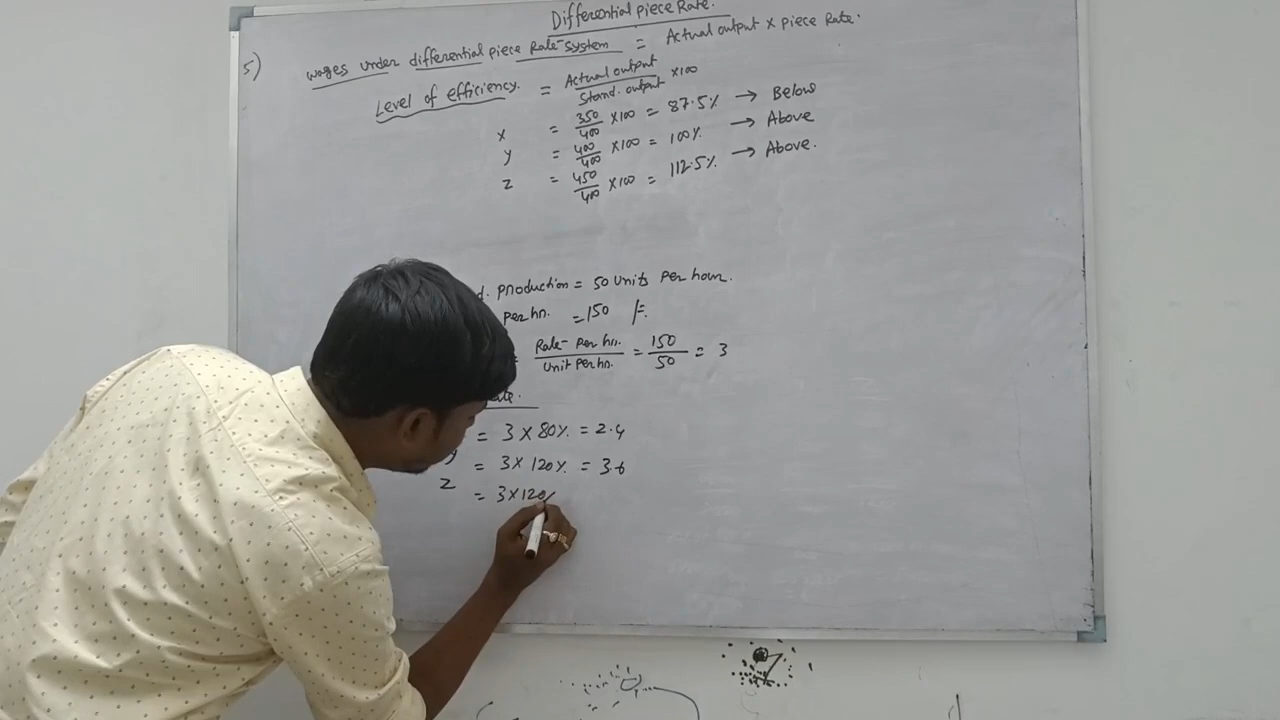 Differential piece Rate.
5) wages under differential piece Rate system = Actual output x piece Rate.
Level of efficiency. = Actual output / Stand. output x100
x = 350/400 x100 = 87.5% → Below
y = 400/400 x100 = 100% → Above
z = 450/400 x100 = 112.5% → Above.
d. production = 50 Units per hour.
per hr. = 150 /=.
= Rate per hr. / Unit per hr. = 150/50 = 3
= 3 x 80% = 2.4
y = 3 x 120% = 3.6
z = 3 x 120%